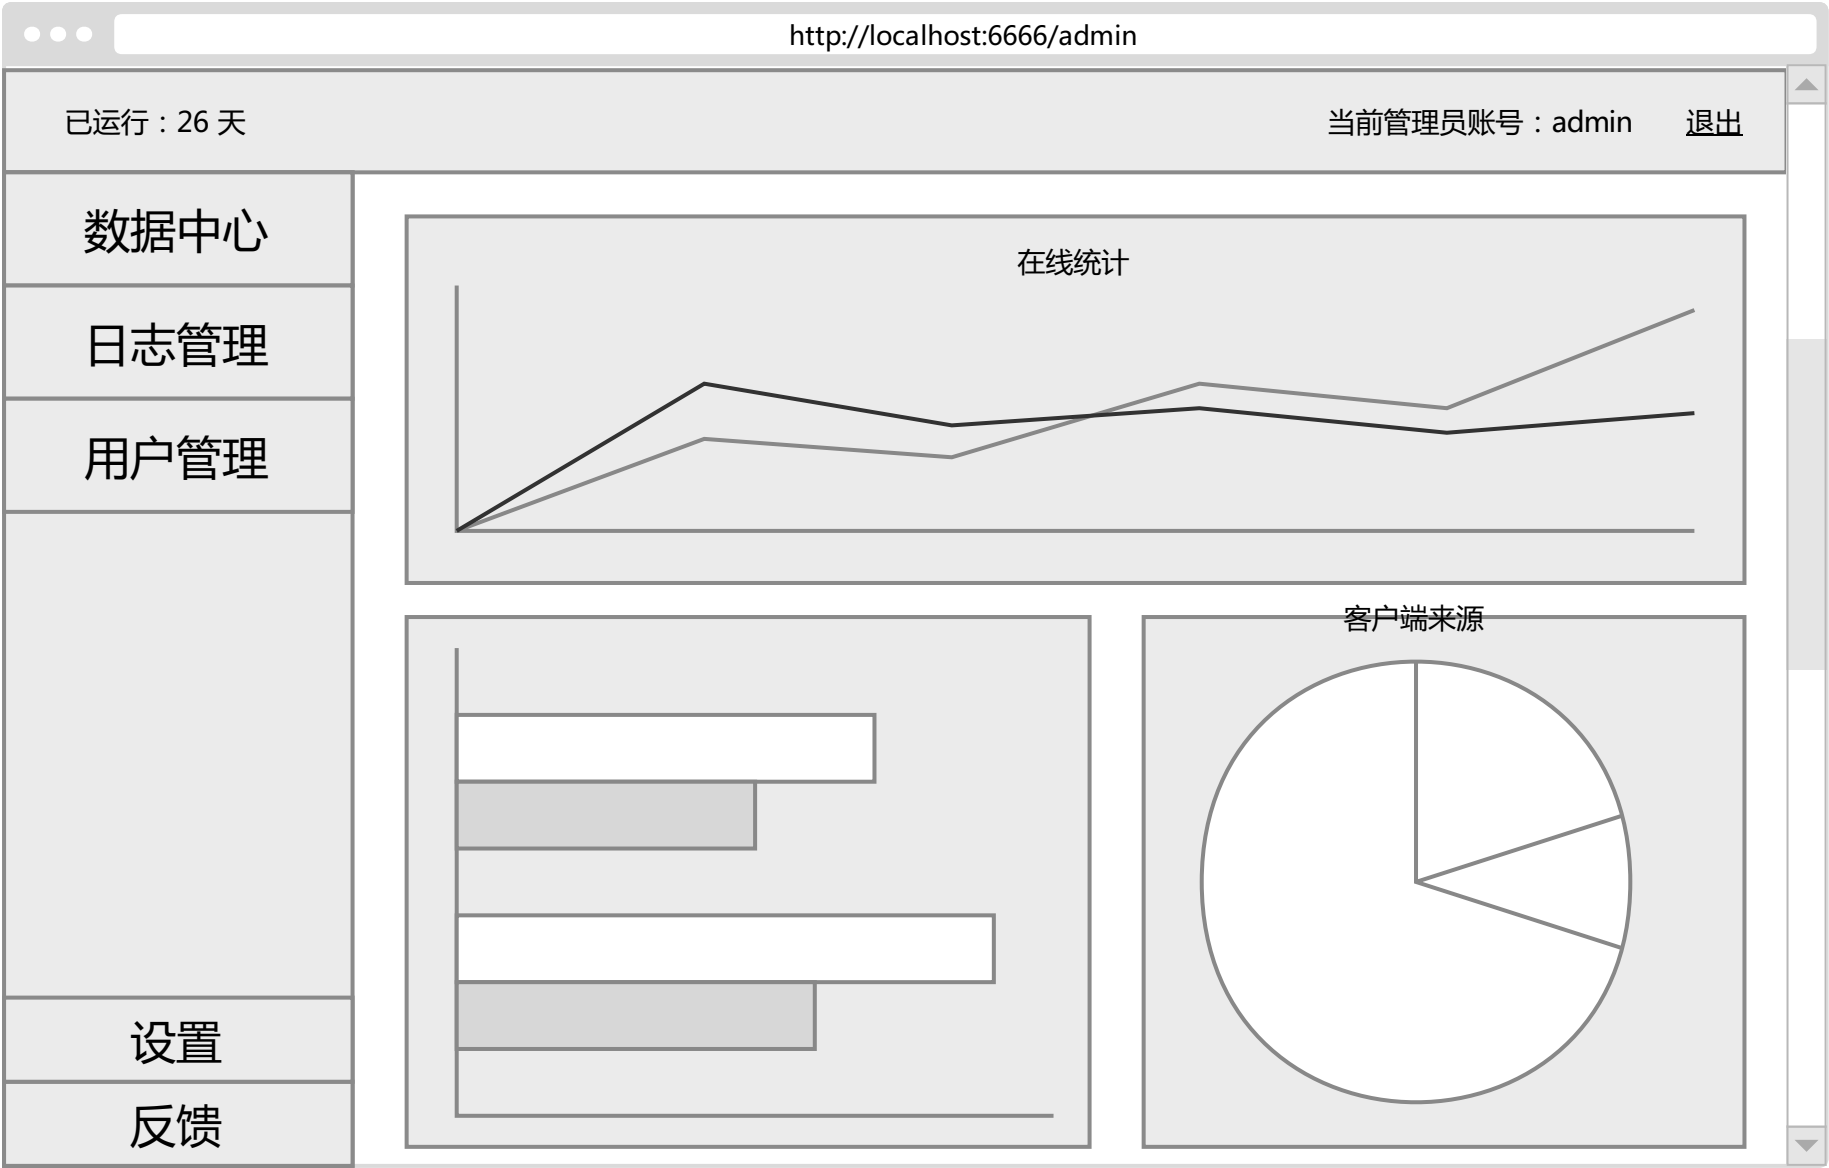 http://localhost:6666/admin
已运行：26 天
当前管理员账号：admin 退出
数据中心
日志管理
用户管理
设置
反馈
在线统计
客户端来源